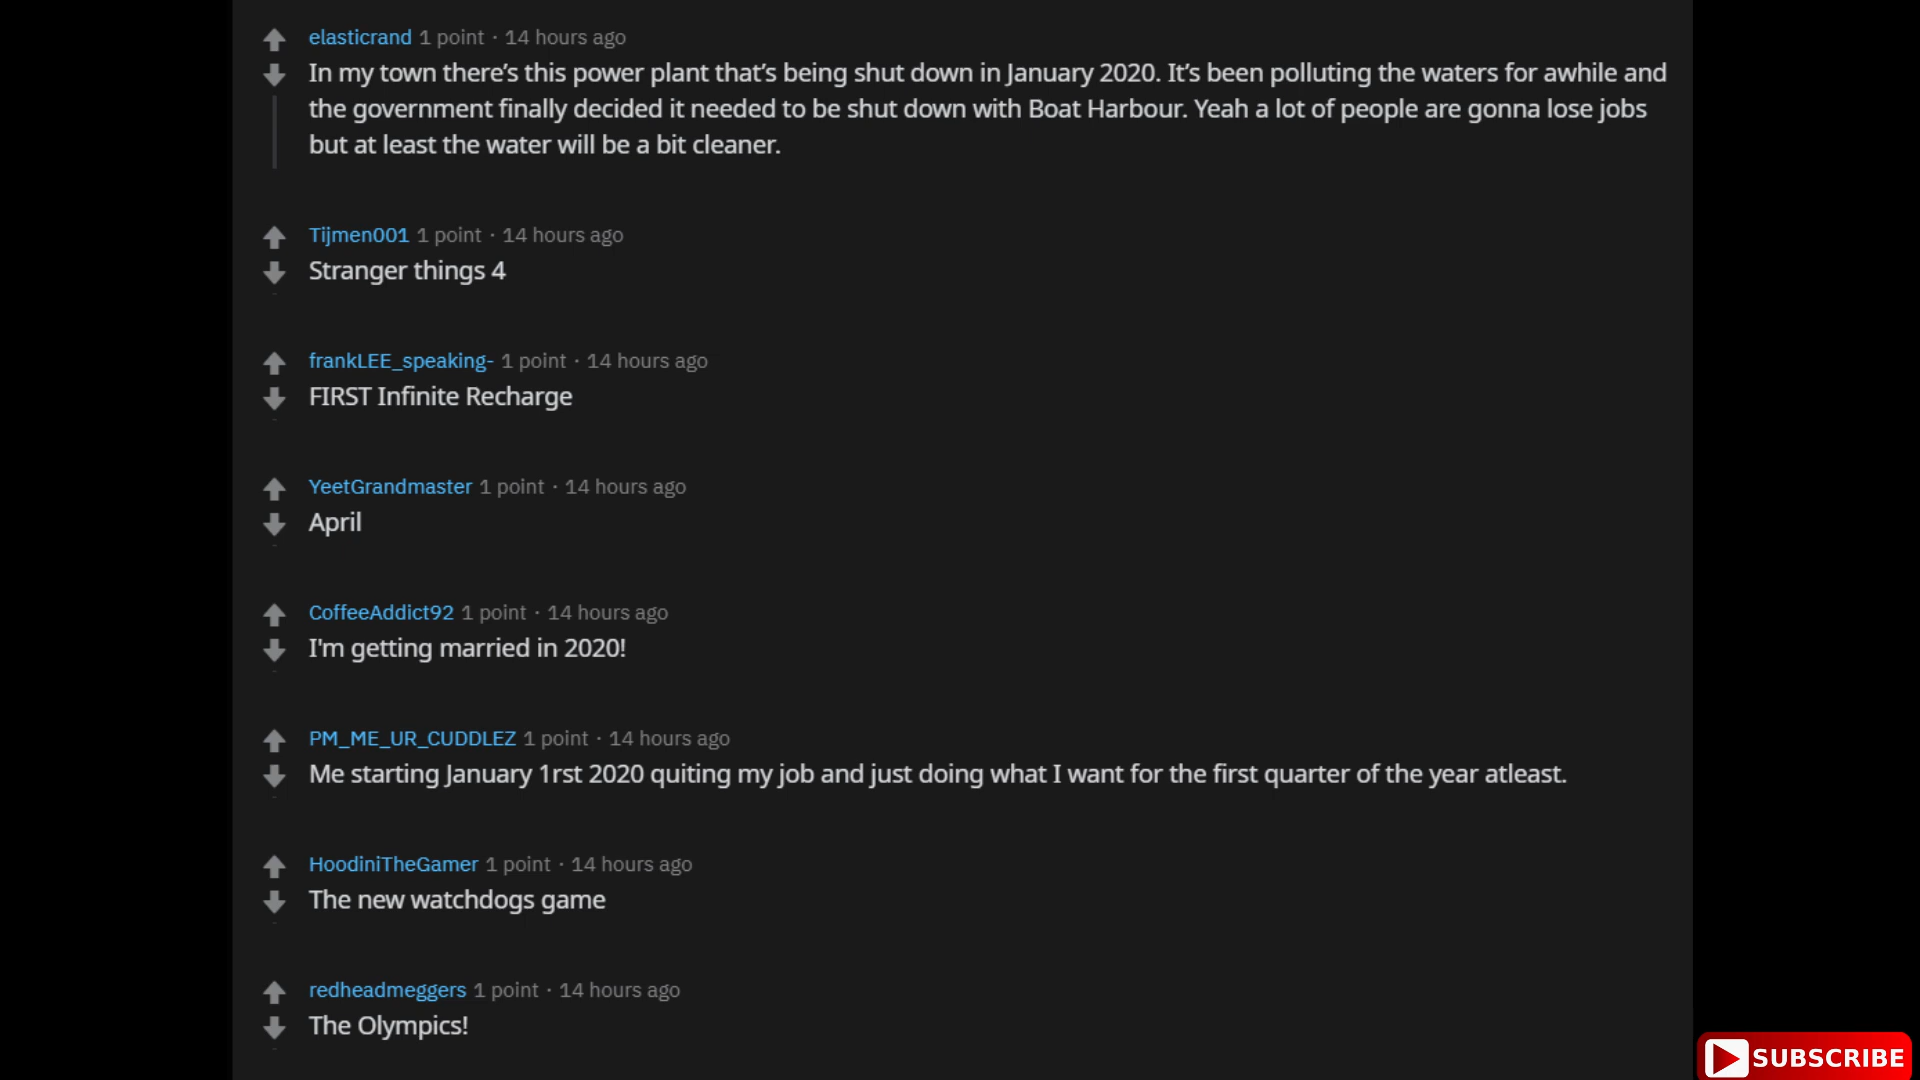 elasticrand 1 point · 14 hours ago
In my town there’s this power plant that’s being shut down in January 2020. It’s been polluting the waters for awhile and
the government finally decided it needed to be shut down with Boat Harbour. Yeah a lot of people are gonna lose jobs
but at least the water will be a bit cleaner.
Tijmen001 1 point · 14 hours ago
Stranger things 4
frankLEE_speaking- 1 point · 14 hours ago
FIRST Infinite Recharge
YeetGrandmaster 1 point · 14 hours ago
April
CoffeeAddict92 1 point · 14 hours ago
I'm getting married in 2020!
PM_ME_UR_CUDDLEZ 1 point · 14 hours ago
Me starting January 1rst 2020 quiting my job and just doing what I want for the first quarter of the year atleast.
HoodiniTheGamer 1 point · 14 hours ago
The new watchdogs game
redheadmeggers 1 point · 14 hours ago
The Olympics!
SUBSCRIBE